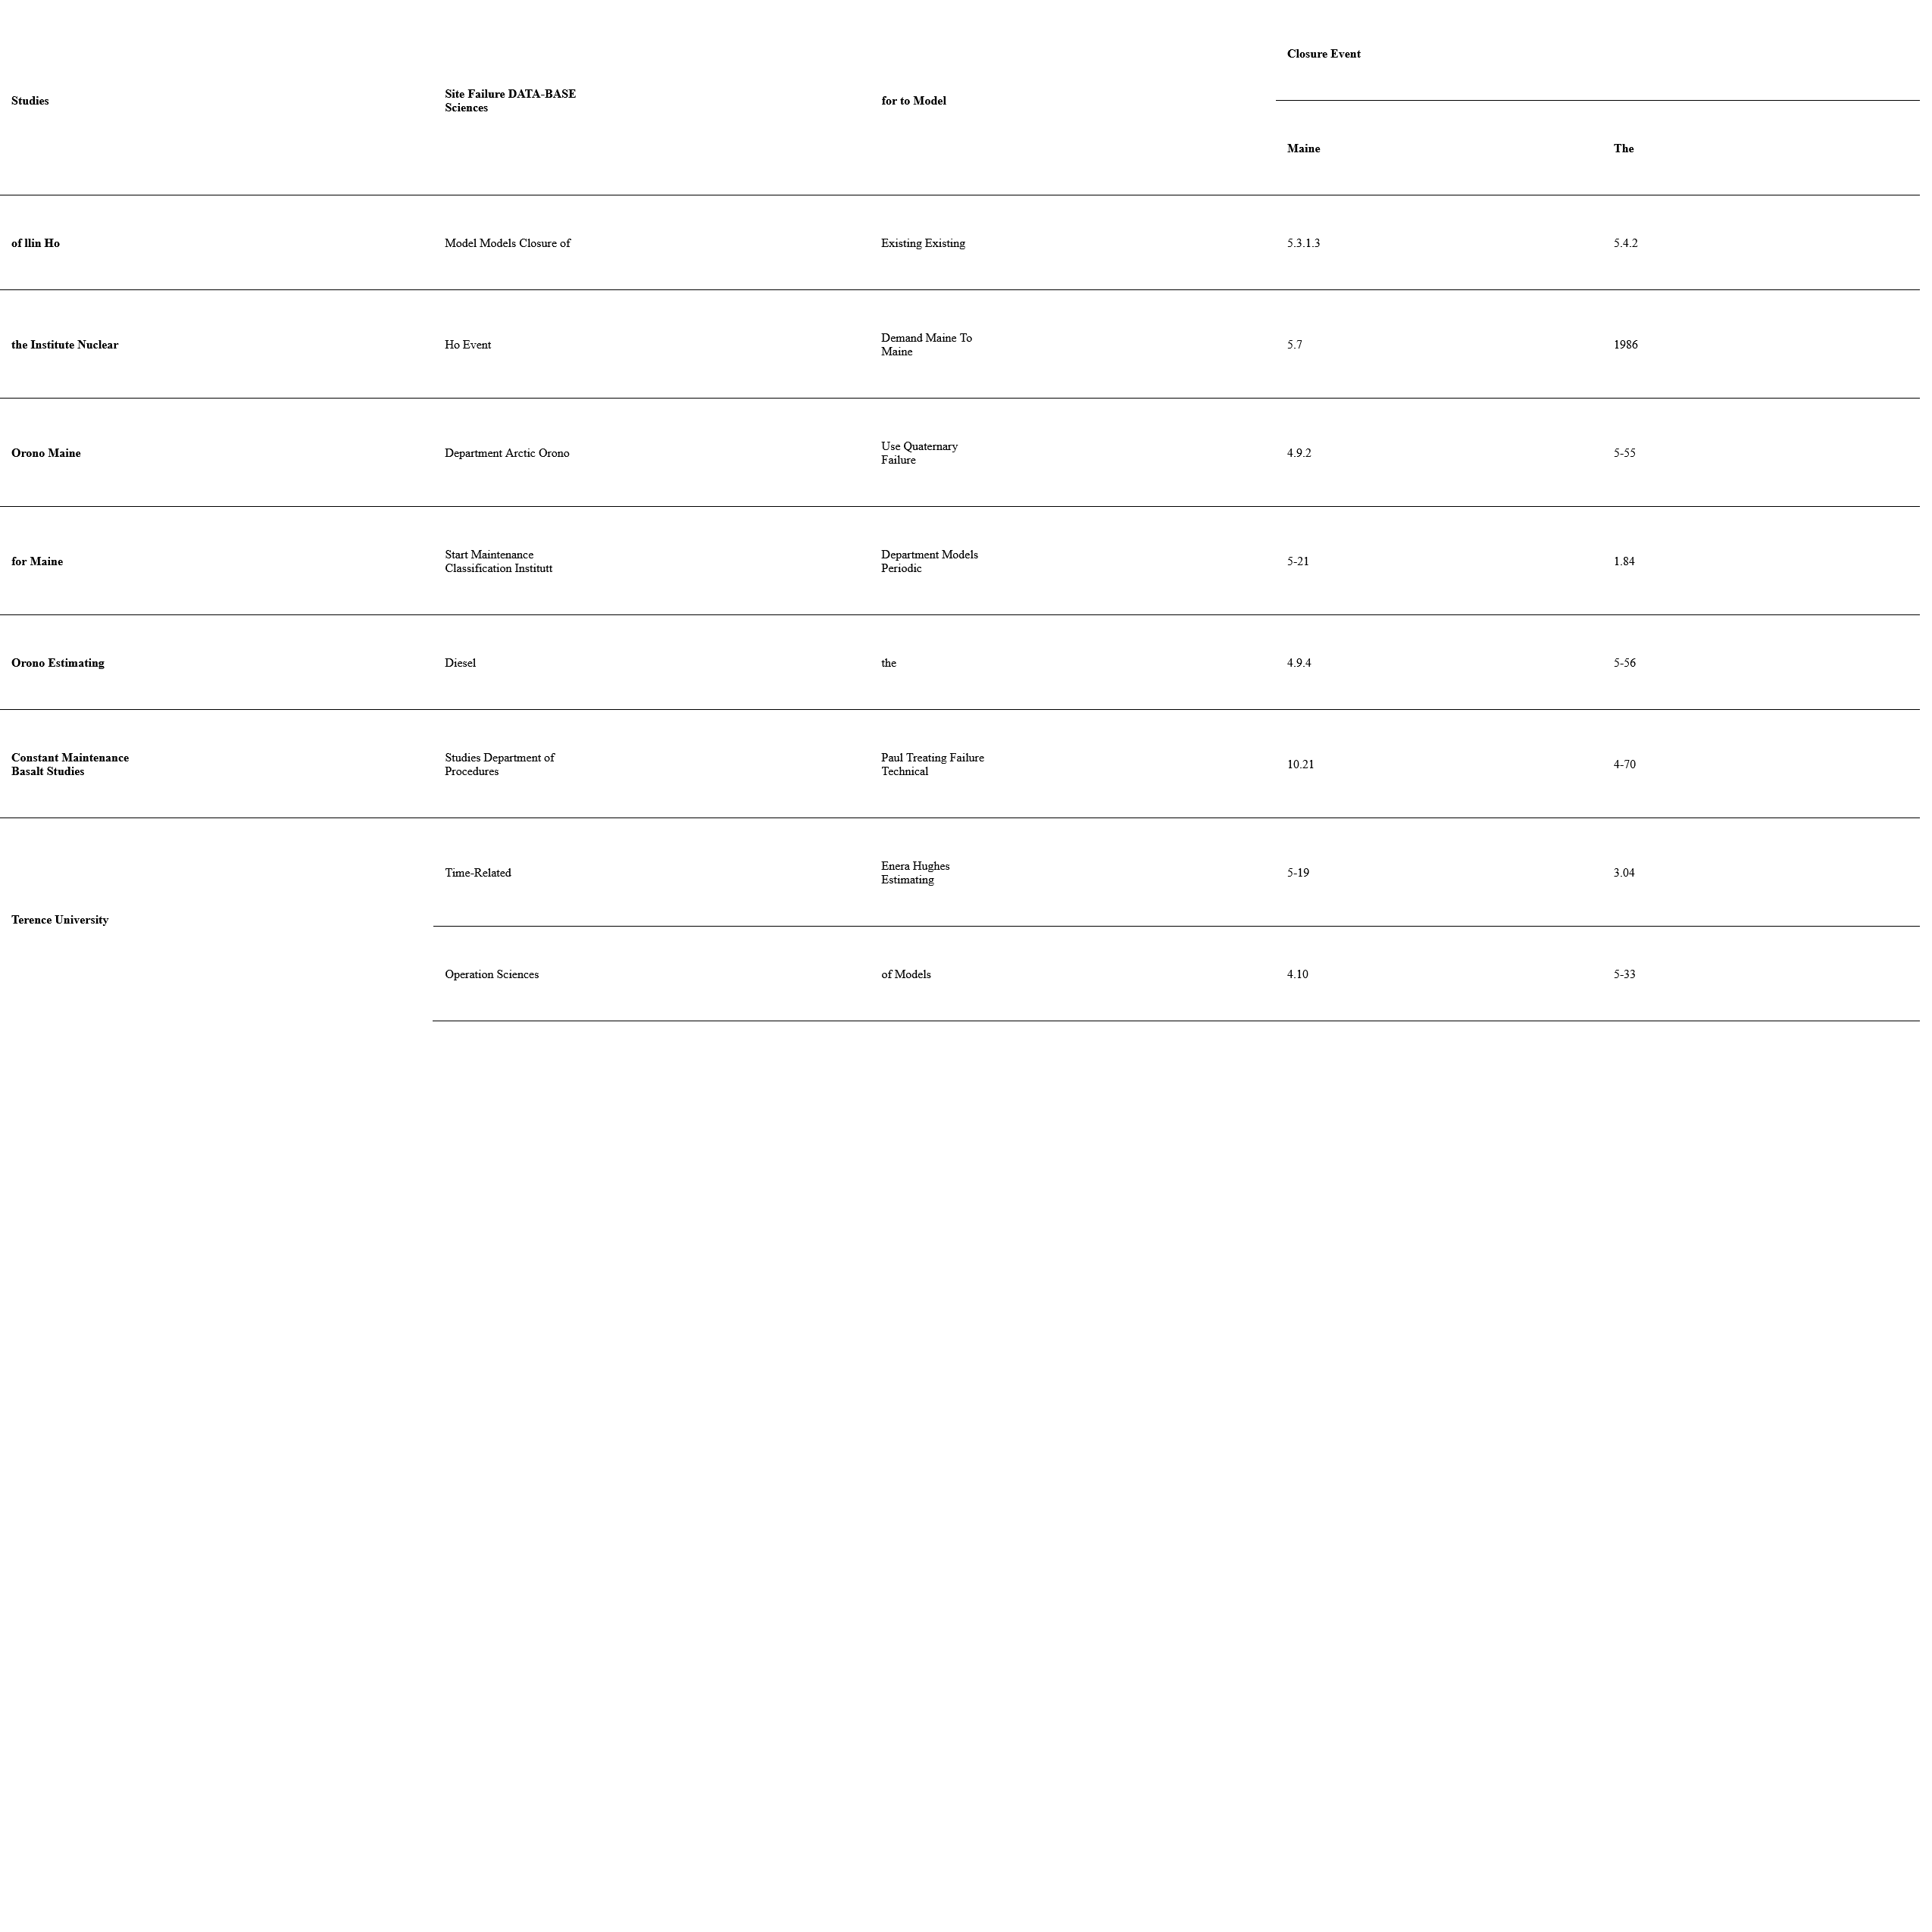 Studies
Site Failure DATA-BASE
Sciences
for to Model
Closure Event
Maine
The
of llin Ho
Model Models Closure of
Existing Existing
5.3.1.3
5.4.2
the Institute Nuclear
Ho Event
Demand Maine To
Maine
5.7
1986
Orono Maine
Department Arctic Orono
Use Quaternary
Failure
4.9.2
5-55
for Maine
Start Maintenance
Classification Institutt
Department Models
Periodic
5-21
1.84
Orono Estimating
Diesel
the
4.9.4
5-56
Constant Maintenance
Basalt Studies
Studies Department of
Procedures
Paul Treating Failure
Technical
10.21
4-70
Terence University
Time-Related
Enera Hughes
Estimating
5-19
3.04
Operation Sciences
of Models
4.10
5-33